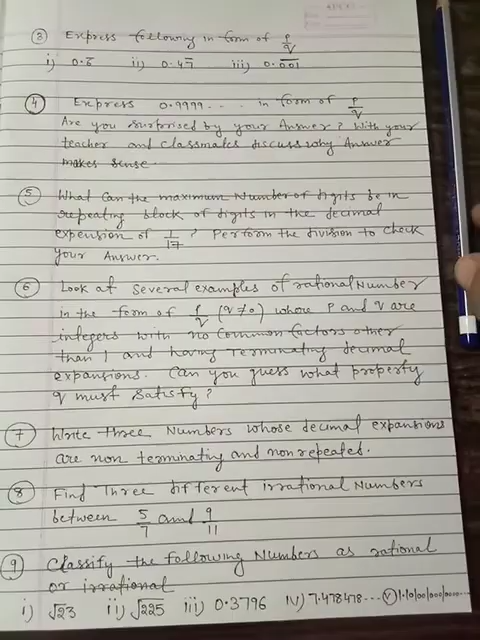 ③ Express following in form of p/q
i) 0.6̅ ii) 0.47̅ iii) 0.0̅0̅1̅
④ Express 0.9999.... in form of p/q
Are you surprised by your Answer? With your
teacher and classmates discuss why Answer
makes sense.
⑤ What can the maximum Number of digits be in
repeating block of digits in the decimal
expension of 1/17? Perform the division to check
your Answer.
⑥ Look at several examples of rational Number
in the form of p/q (q≠0) whore P and q are
integers with no common factors other
than 1 and having terminating decimal
expansions. Can you guess what property
q must satisfy?
⑦ Write three Numbers whose decimal expansions
are non terminating and non repeated.
⑧ Find Three different irrational Numbers
between 5/7 and 9/11
⑨ Classify the following Numbers as rational
or irrational
i) √23 ii) √225 iii) 0.3796 iv) 7.478478... ⓥ 1.10100100010000...